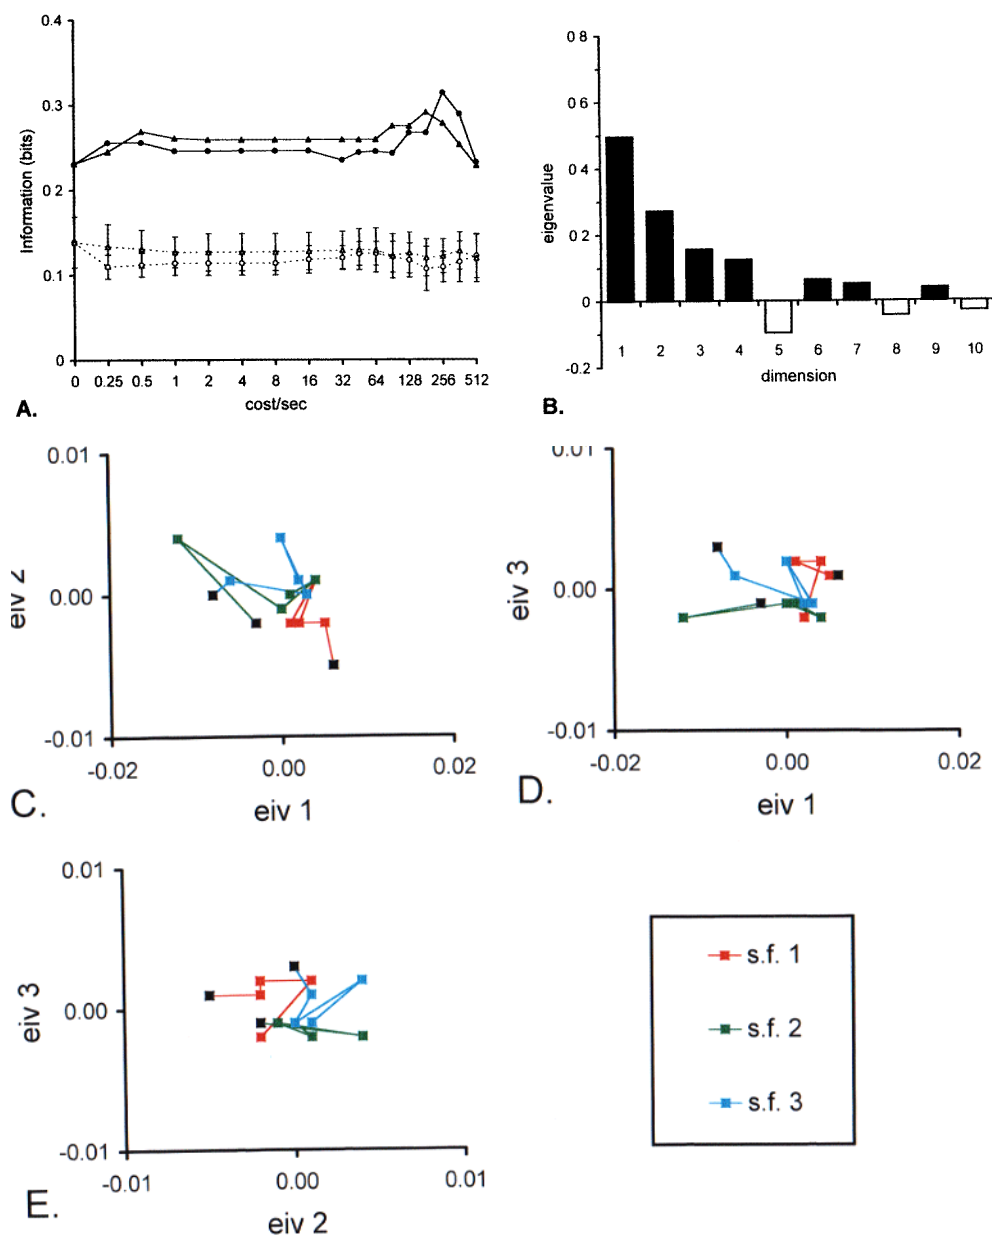 0.4
0.3
0 2
0.1
0
Information (bits)
0 0.25 0.5 1 2 4 8 16 32 64 128 256 512
cost/sec
A.
0 8
0 6
0 4
0 2
0
-0.2
eigenvalue
1 2 3 4 5 6 7 8 9 10
dimension
B.
0.01
0.00
-0.01
eiv 2
-0.02 0.00 0.02
eiv 1
C.
0.01
0.00
-0.01
eiv 3
-0.02 0.00 0.02
eiv 1
D.
0.01
0.00
-0.01
eiv 3
-0.01 0.00 0.01
eiv 2
E.
s.f. 1
s.f. 2
s.f. 3